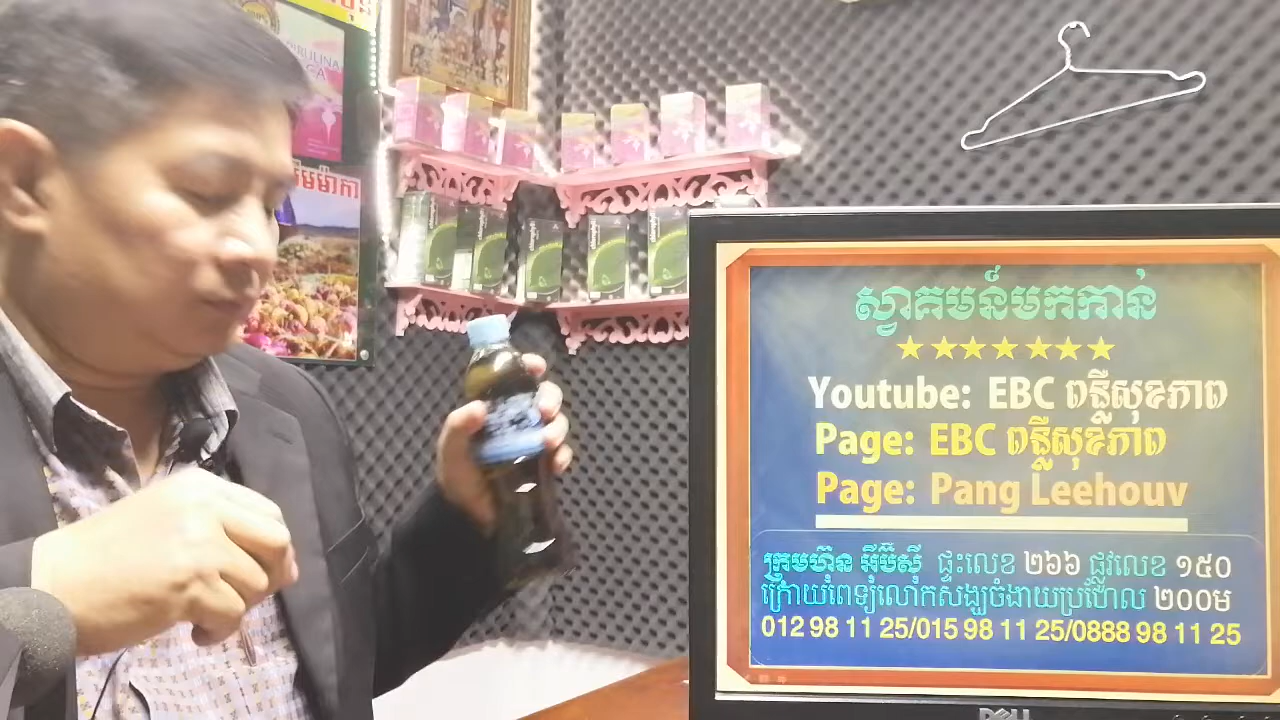 ស្វាគមន៍មកកាន់
Youtube: EBC ពន្លឺសុខភាព
Page: EBC ពន្លឺសុខភាព
Page: Pang Leehouv
ក្រុមហ៊ុន អ៊ីប៊ីស៊ី ផ្ទះលេខ ២៦៦ ផ្លូវលេខ ១៥០
ក្រោយពេទ្យលោកសង្ឃចំងាយប្រហែល ២០០ម
012 98 11 25/015 98 11 25/0888 98 11 25
DELL